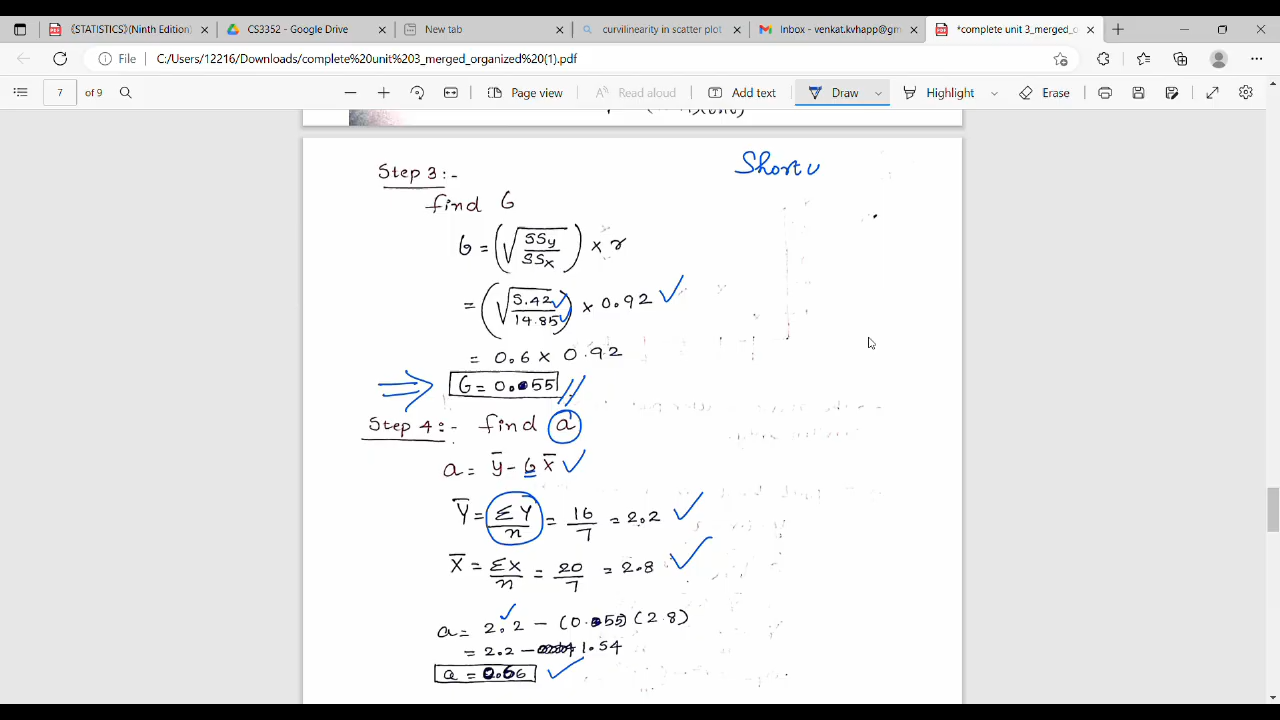 《STATISTICS》(Ninth Edition)
CS3352 - Google Drive
New tab
curvilinearity in scatter plot
Inbox - venkat.kvhapp@gm
*complete unit 3_merged_o
File
C:/Users/12216/Downloads/complete%20unit%203_merged_organized%20(1).pdf
7 of 9
Page view
Read aloud
Add text
Draw
Highlight
Erase
Short
Step 3:-
find b
b = (√SSy/SSx) × r
= (√5.42/14.85) × 0.92
= 0.6 × 0.92
b = 0.55
Step 4:- find a
a = y̅ - b x̅
Y̅ = ΣY/n = 16/7 = 2.2
X̅ = ΣX/n = 20/7 = 2.8
a = 2.2 - (0.55)(2.8)
= 2.2 - 1.54
a = 0.66